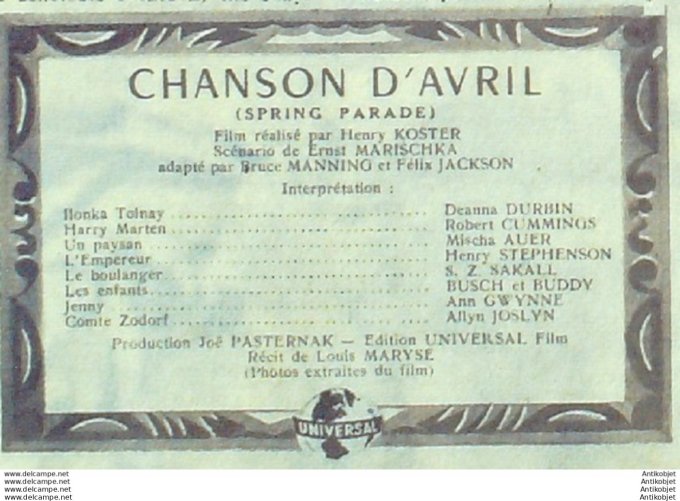 CHANSON D'AVRIL
(SPRING PARADE)
Film réalisé par Henry KOSTER
Scénario de Ernst MARISCHKA
adapté par Bruce MANNING et Félix JACKSON
Interprétation :
Ilonka Tolnay ........ Deanna DURBIN
Harry Marten ........ Robert CUMMINGS
Un paysan ........ Mischa AUER
L'Empereur ........ Henry STEPHENSON
Le boulanger ........ S. Z. SAKALL
Les enfants ........ BUSCH et BUDDY
Jenny ........ Ann GWYNNE
Comte Zodorf ........ Allyn JOSLYN
Production Joë PASTERNAK — Edition UNIVERSAL Film
Récit de Louis MARYSE
(Photos extraites du film)
UNIVERSAL
www.delcampe.net
www.delcampe.net
www.delcampe.net
Antikobjet
Antikobjet
Antikobjet